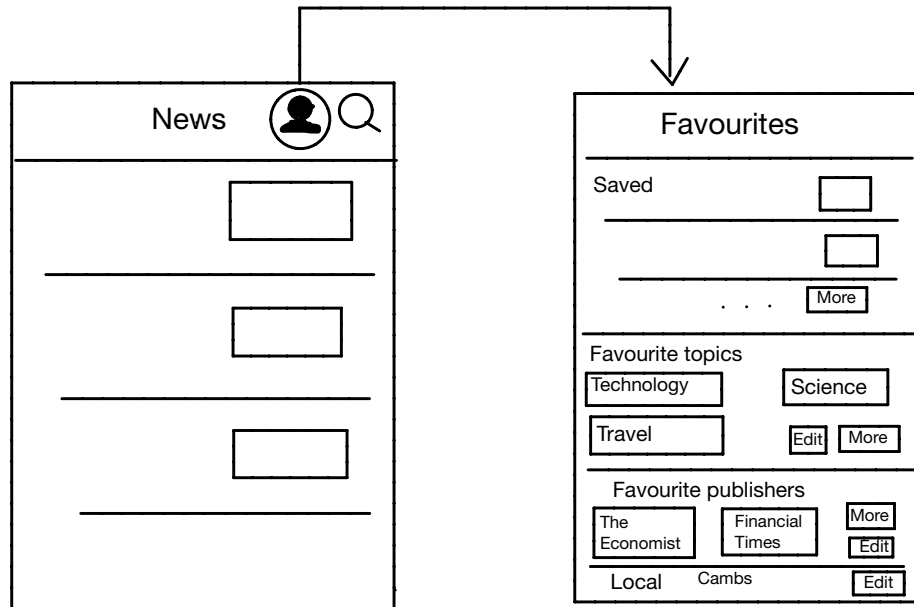 News
Favourites
Saved
. . . More
Favourite topics
Technology Science
Travel Edit More
Favourite publishers
The
Economist
Financial
Times
More
Edit
Local Cambs Edit